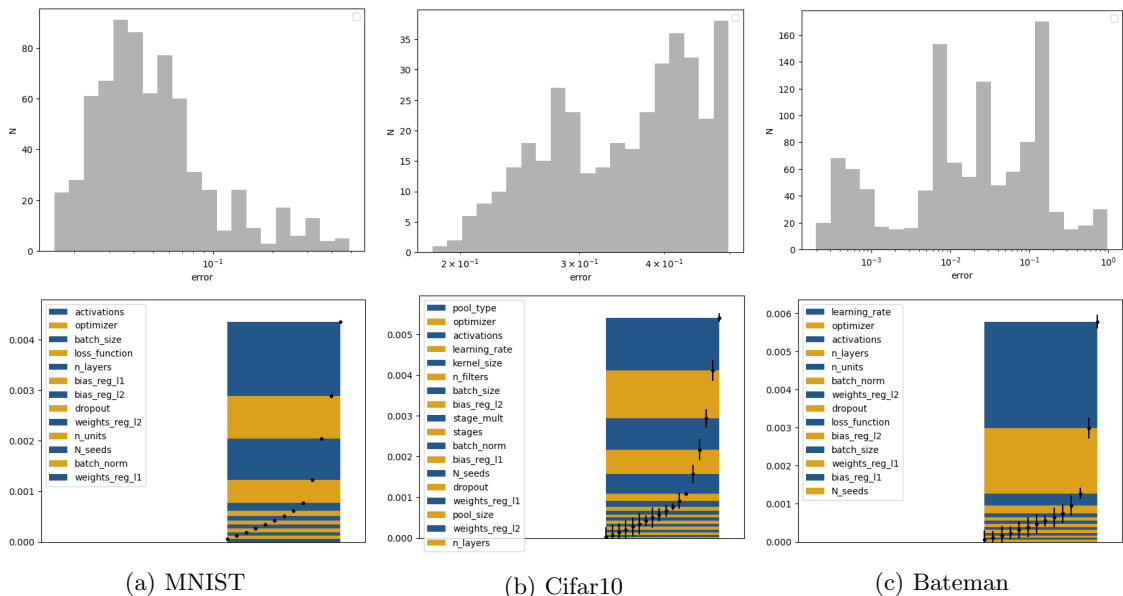 80
60
40
20
0
N
10⁻¹
error
35
30
25
20
15
10
5
0
N
2 × 10⁻¹
3 × 10⁻¹
4 × 10⁻¹
error
160
140
120
100
80
60
40
20
0
N
10⁻³
10⁻²
10⁻¹
10⁰
error
0.004
0.003
0.002
0.001
0.000
activations
optimizer
batch_size
loss_function
n_layers
bias_reg_l1
bias_reg_l2
dropout
weights_reg_l2
n_units
N_seeds
batch_norm
weights_reg_l1
(a) MNIST
0.005
0.004
0.003
0.002
0.001
0.000
pool_type
optimizer
activations
learning_rate
kernel_size
n_filters
batch_size
bias_reg_l2
stage_mult
stages
batch_norm
bias_reg_l1
N_seeds
dropout
weights_reg_l1
pool_size
weights_reg_l2
n_layers
(b) Cifar10
0.006
0.005
0.004
0.003
0.002
0.001
0.000
learning_rate
optimizer
activations
n_layers
n_units
batch_norm
weights_reg_l2
dropout
loss_function
bias_reg_l2
batch_size
weights_reg_l1
bias_reg_l1
N_seeds
(c) Bateman